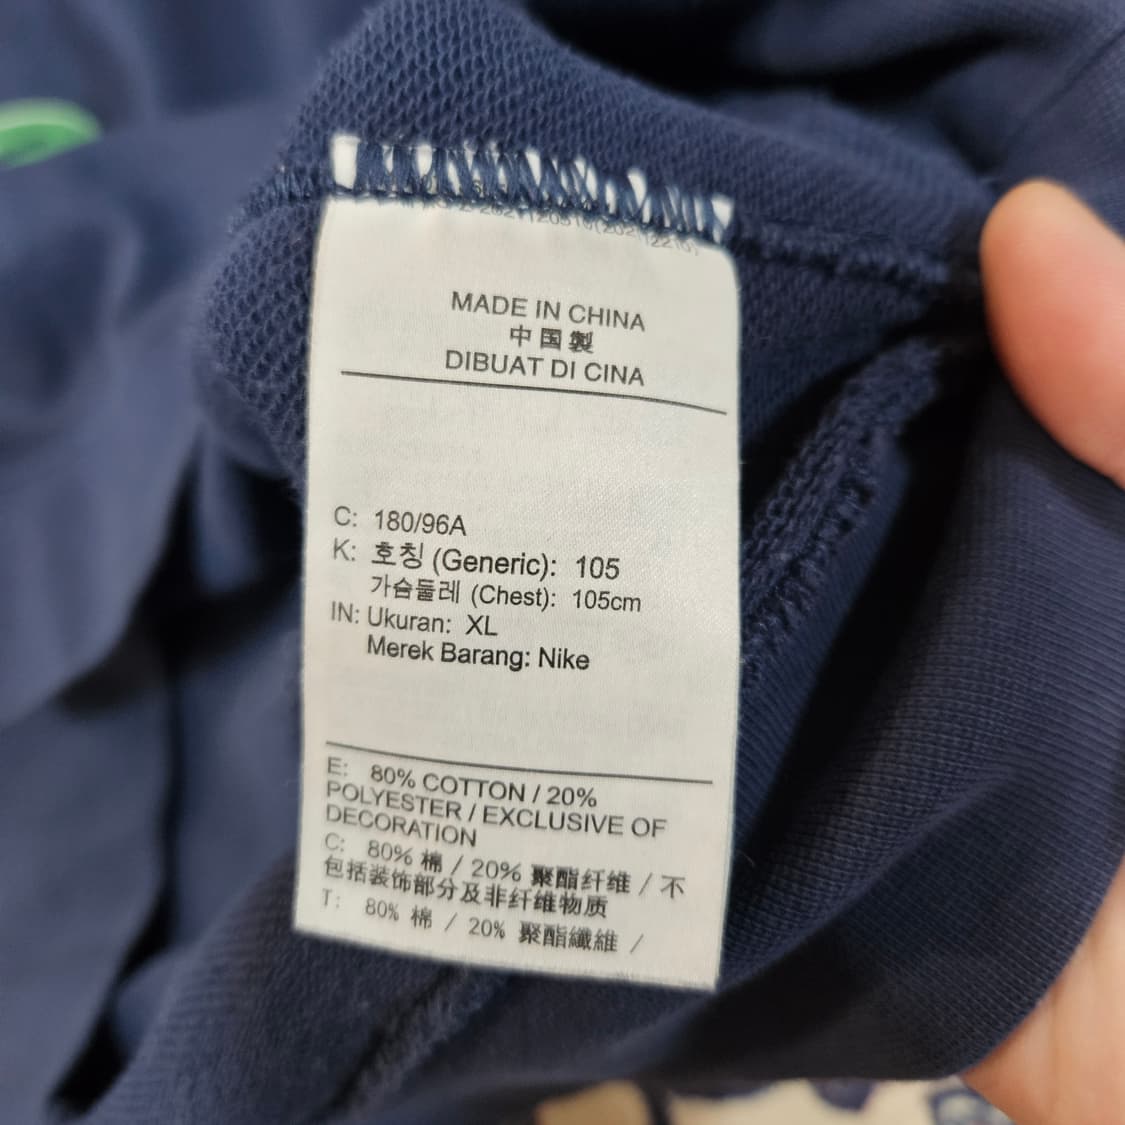 MADE IN CHINA
中国製
DIBUAT DI CINA
C: 180/96A
K: 호칭 (Generic): 105
가슴둘레 (Chest): 105cm
IN: Ukuran: XL
Merek Barang: Nike
E: 80% COTTON / 20%
POLYESTER / EXCLUSIVE OF
DECORATION
C: 80% 棉 / 20% 聚酯纤维 / 不
包括装饰部分及非纤维物质
T: 80% 棉 / 20% 聚酯纖維 /